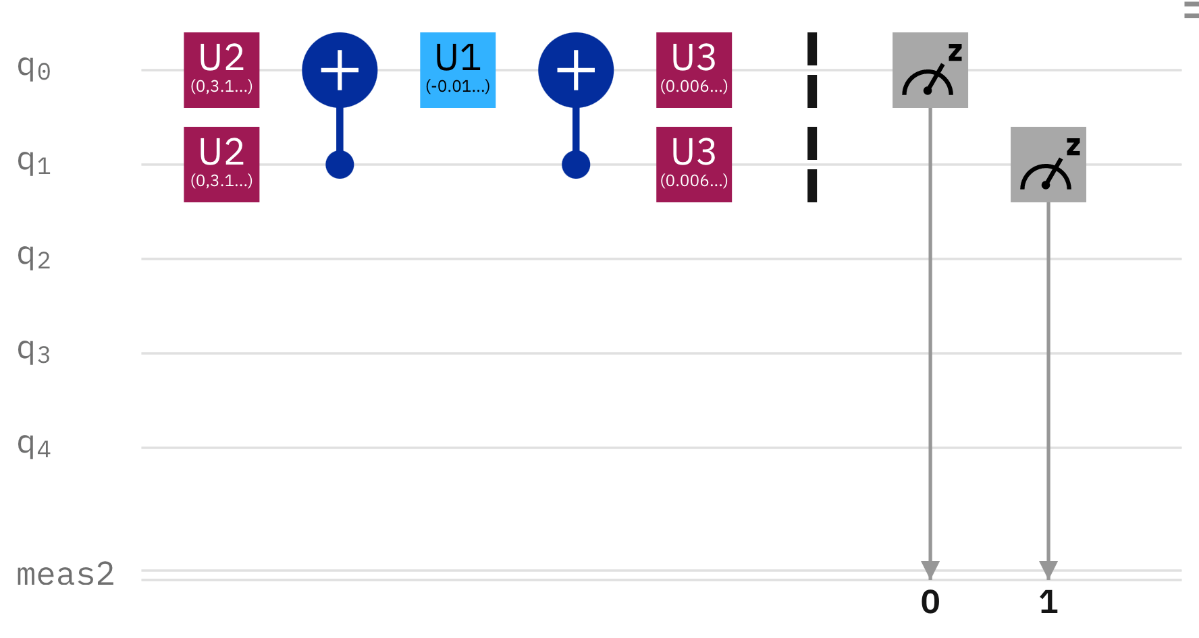 q0 U2 (0,3.1...) U1 (-0.01...) U3 (0.006...) z
q1 U2 (0,3.1...) U3 (0.006...) z
q2
q3
q4
meas2
0 1